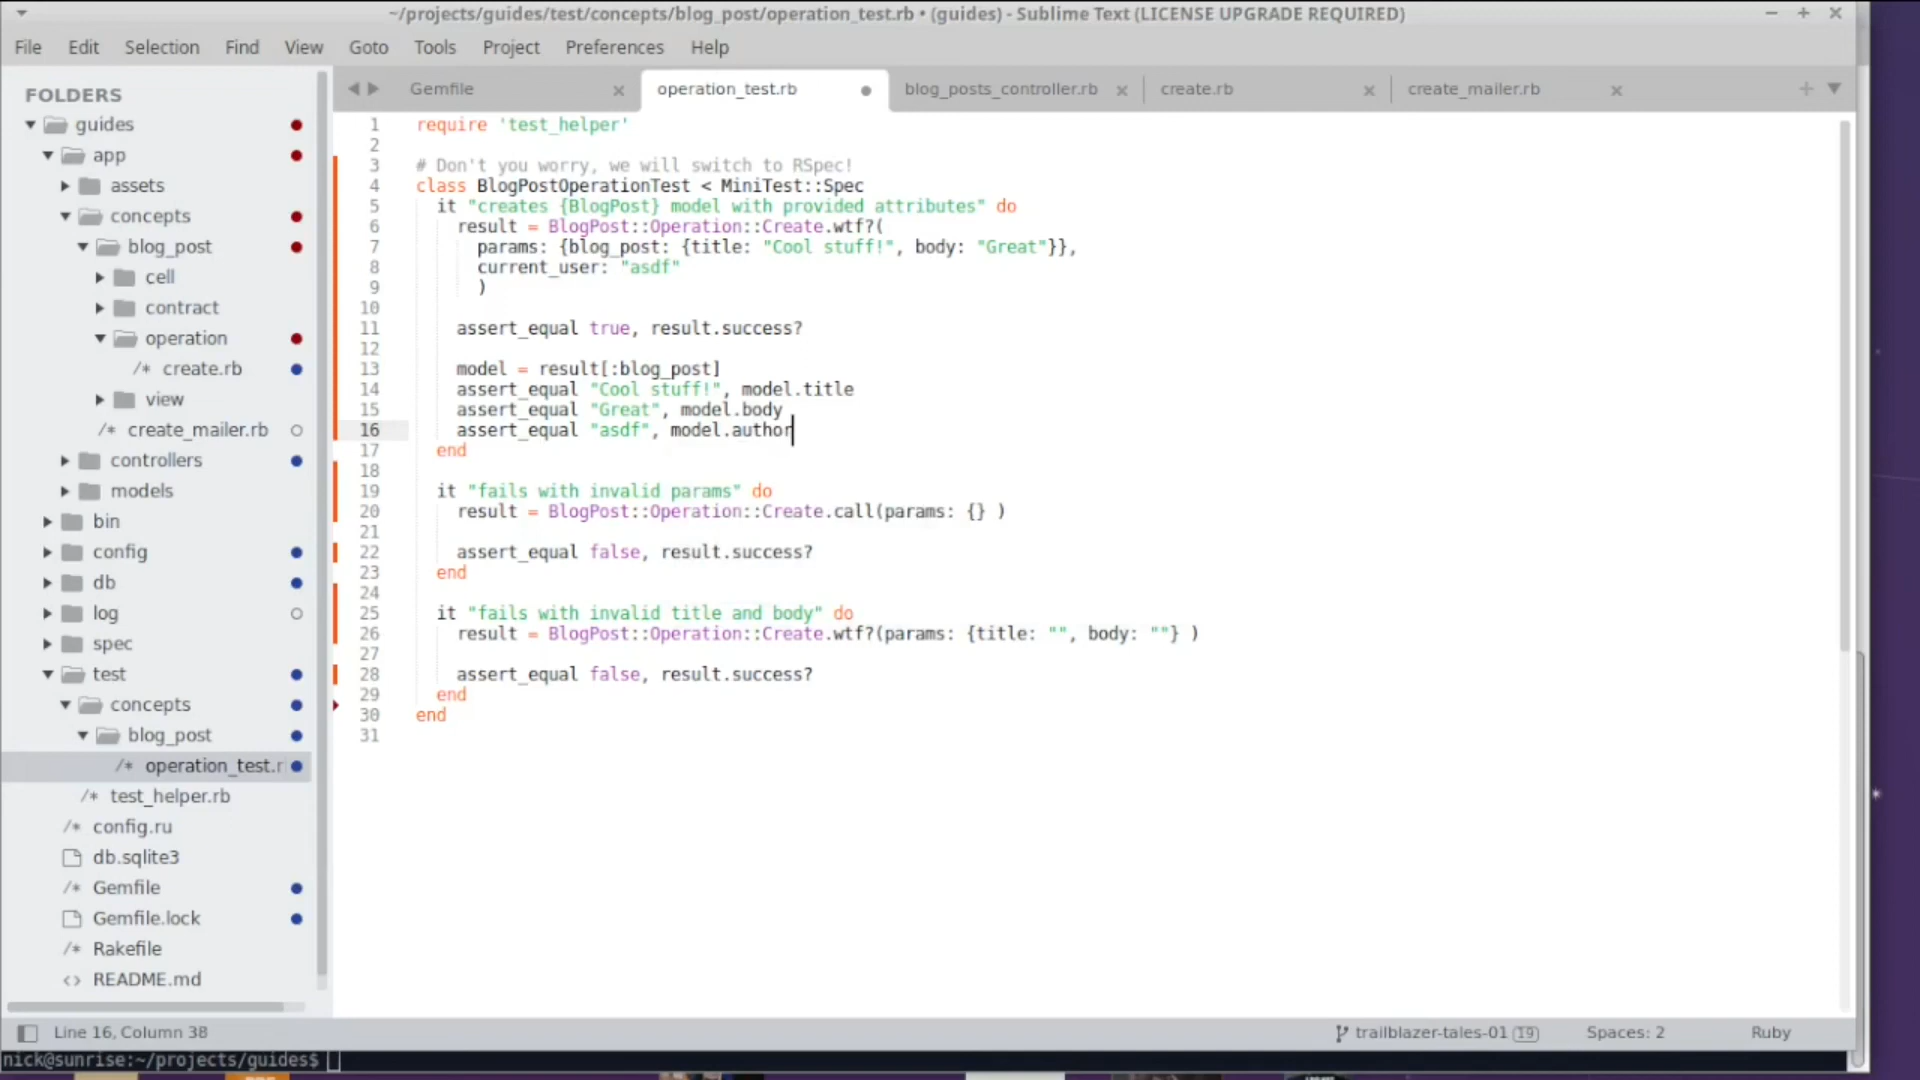 ~/projects/guides/test/concepts/blog_post/operation_test.rb • (guides) - Sublime Text (LICENSE UPGRADE REQUIRED)
File Edit Selection Find View Goto Tools Project Preferences Help
FOLDERS
guides
app
assets
concepts
blog_post
cell
contract
operation
/* create.rb
view
/* create_mailer.rb
controllers
models
bin
config
db
log
spec
test
concepts
blog_post
/* operation_test.r
/* test_helper.rb
/* config.ru
db.sqlite3
/* Gemfile
Gemfile.lock
/* Rakefile
<> README.md
Gemfile operation_test.rb blog_posts_controller.rb create.rb create_mailer.rb
1 require 'test_helper'
2
3 # Don't you worry, we will switch to RSpec!
4 class BlogPostOperationTest < MiniTest::Spec
5 it "creates {BlogPost} model with provided attributes" do
6 result = BlogPost::Operation::Create.wtf?(
7 params: {blog_post: {title: "Cool stuff!", body: "Great"}},
8 current_user: "asdf"
9 )
10
11 assert_equal true, result.success?
12
13 model = result[:blog_post]
14 assert_equal "Cool stuff!", model.title
15 assert_equal "Great", model.body
16 assert_equal "asdf", model.author
17 end
18
19 it "fails with invalid params" do
20 result = BlogPost::Operation::Create.call(params: {} )
21
22 assert_equal false, result.success?
23 end
24
25 it "fails with invalid title and body" do
26 result = BlogPost::Operation::Create.wtf?(params: {title: "", body: ""} )
27
28 assert_equal false, result.success?
29 end
30 end
31
Line 16, Column 38 trailblazer-tales-01 19 Spaces: 2 Ruby
nick@sunrise:~/projects/guides$